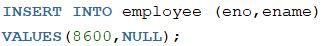 INSERT INTO employee (eno,ename)
VALUES(8600,NULL);